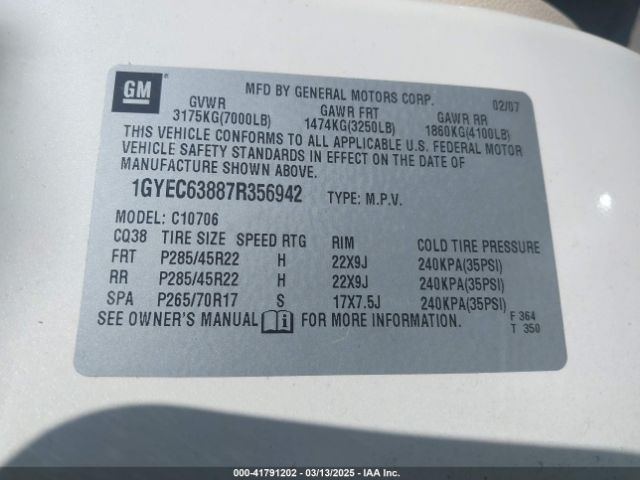 GM
MFD BY GENERAL MOTORS CORP. 02/07
GVWR GAWR FRT GAWR RR
3175KG(7000LB) 1474KG(3250LB) 1860KG(4100LB)
THIS VEHICLE CONFORMS TO ALL APPLICABLE U.S. FEDERAL MOTOR
VEHICLE SAFETY STANDARDS IN EFFECT ON THE DATE OF
MANUFACTURE SHOWN ABOVE.
1GYEC63887R356942 TYPE: M.P.V.
MODEL: C10706
CQ38 TIRE SIZE SPEED RTG RIM COLD TIRE PRESSURE
FRT P285/45R22 H 22X9J 240KPA(35PSI)
RR P285/45R22 H 22X9J 240KPA(35PSI)
SPA P265/70R17 S 17X7.5J 240KPA(35PSI)
SEE OWNER'S MANUAL i FOR MORE INFORMATION. F 364
T 350
000-41791202 - 03/13/2025 - IAA Inc.